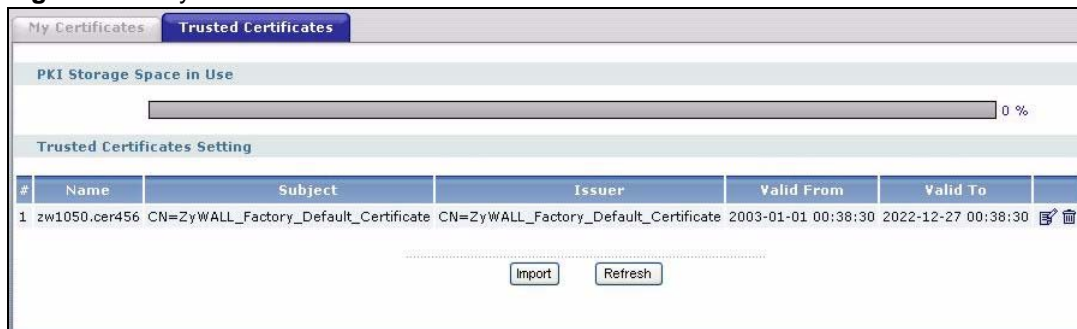 My Certificates Trusted Certificates
PKI Storage Space in Use
0 %
Trusted Certificates Setting
# Name Subject Issuer Valid From Valid To
1 zw1050.cer456 CN=ZyWALL_Factory_Default_Certificate CN=ZyWALL_Factory_Default_Certificate 2003-01-01 00:38:30 2022-12-27 00:38:30
Import Refresh